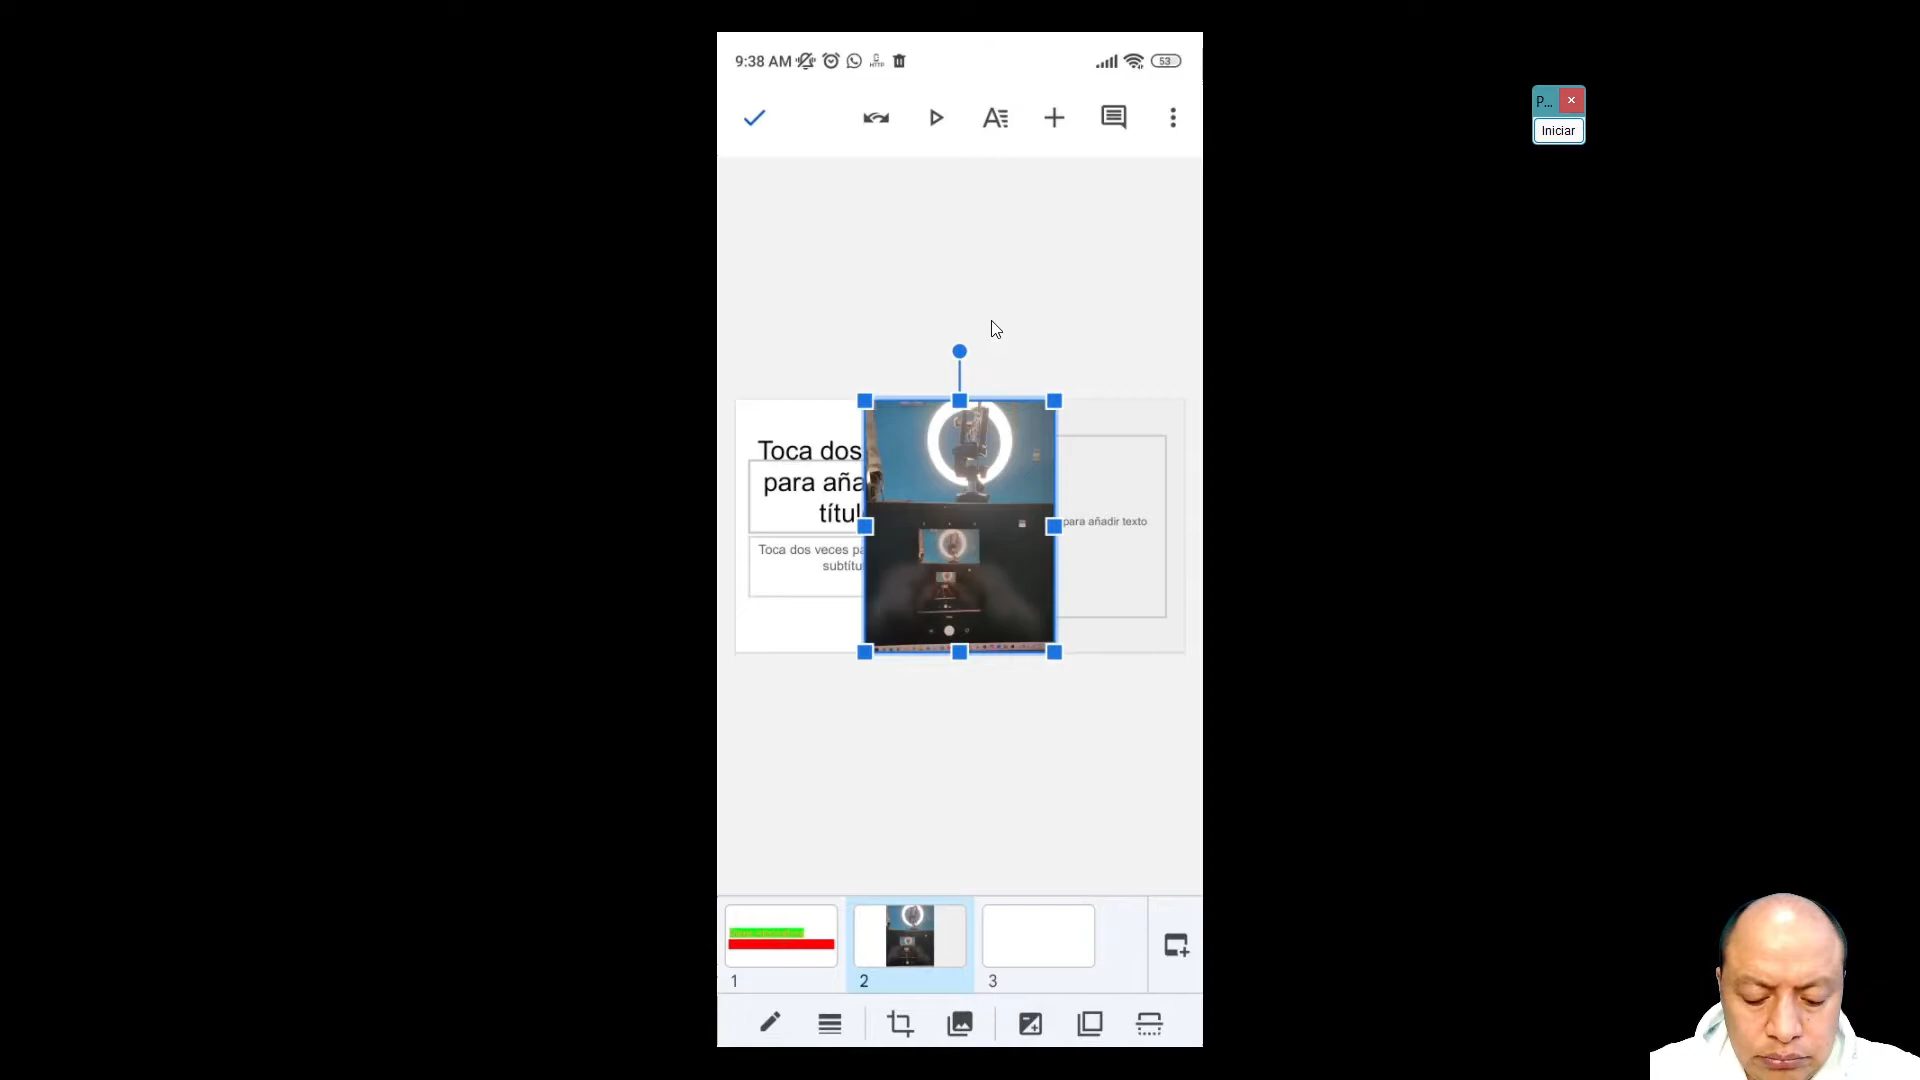 9:38 AM
53
P...
Iniciar
Toca dos
para aña
títul
Toca dos veces pa
subtítu
para añadir texto
1
2
3